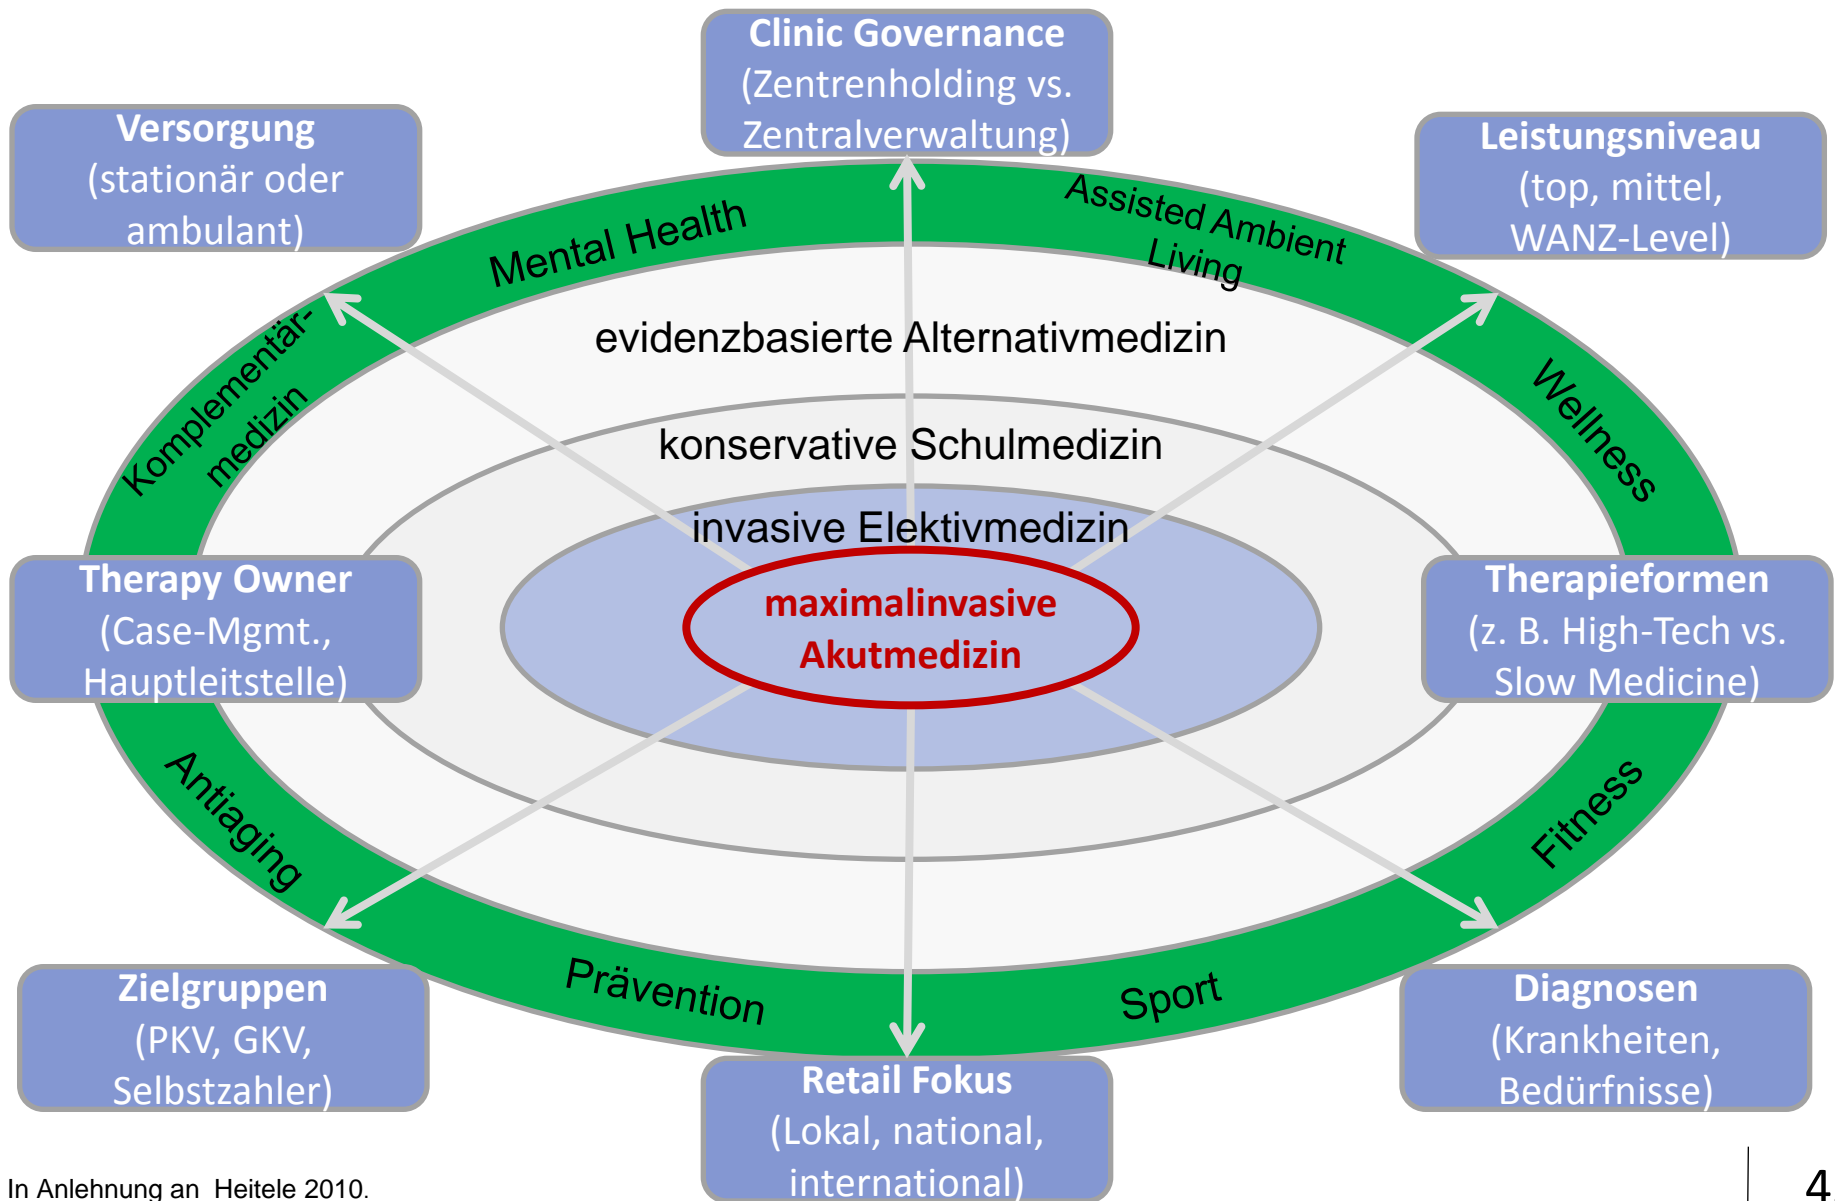 Clinic Governance
(Zentrenholding vs.
Zentralverwaltung)
Versorgung
(stationär oder
ambulant)
Leistungsniveau
(top, mittel,
WANZ-Level)
Mental Health
Assisted Ambient
Living
Komplementär-
medizin
Wellness
evidenzbasierte Alternativmedizin
konservative Schulmedizin
invasive Elektivmedizin
maximalinvasive
Akutmedizin
Therapy Owner
(Case-Mgmt.,
Hauptleitstelle)
Therapieformen
(z. B. High-Tech vs.
Slow Medicine)
Antiaging
Fitness
Prävention
Sport
Zielgruppen
(PKV, GKV,
Selbstzahler)
Retail Fokus
(Lokal, national,
international)
Diagnosen
(Krankheiten,
Bedürfnisse)
In Anlehnung an Heitele 2010.
4